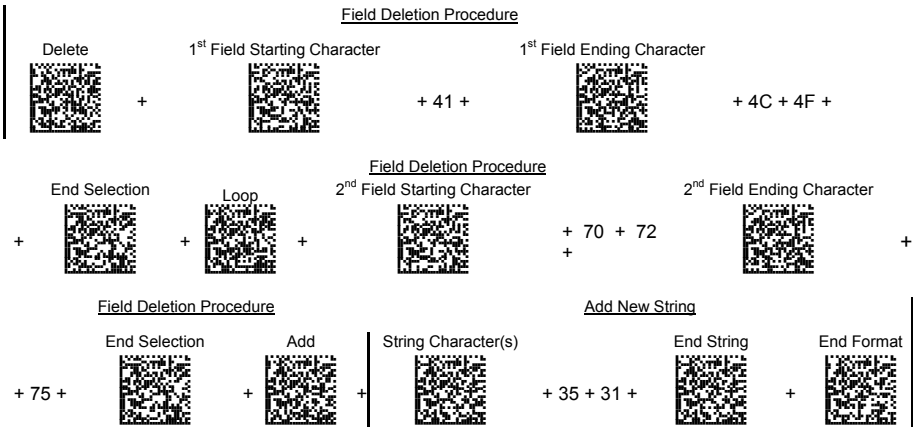 Field Deletion Procedure
Delete 1st Field Starting Character 1st Field Ending Character
+ + 41 + + 4C + 4F +
Field Deletion Procedure
End Selection Loop 2nd Field Starting Character 2nd Field Ending Character
+ + + + 70 + 72 +
+
Field Deletion Procedure Add New String
End Selection Add String Character(s) End String End Format
+ 75 + + + + 35 + 31 + +